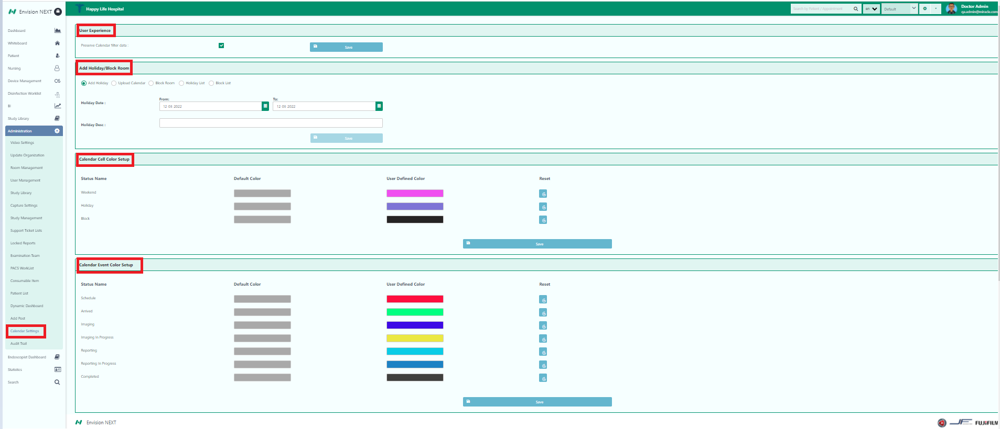 Envision NEXT
Happy Life Hospital
Search by Patient / Appointment
en
Default
Doctor Admin
qa.admin@miracle.com
Dashboard
Whiteboard
Patient
Nursing
Device Management
OS
Disinfection Worklist
BI
Study Library
Administration
Video Settings
Update Organization
Room Management
User Management
Study Library
Capture Settings
Study Management
Support Ticket Lists
Locked Reports
Examination Team
PACS WorkList
Consumable Item
Patient List
Dynamic Dashboard
Add Post
Calendar Settings
Audit Trail
Endoscopist Dashboard
Statistics
Search
User Experience
Preserve Calendar filter data :
Save
Add Holiday/Block Room
Add Holiday Upload Calendar Block Room Holiday List Block List
From: To:
Holiday Date : 12-03-2022 12-03-2022
Holiday Desc :
Save
Calendar Cell Color Setup
Status Name Default Color User Defined Color Reset
Weekend
Holiday
Block
Save
Calendar Event Color Setup
Status Name Default Color User Defined Color Reset
Schedule
Arrived
Imaging
Imaging In Progress
Reporting
Reporting In Progress
Completed
Save
Envision NEXT
JF FUJIFILM